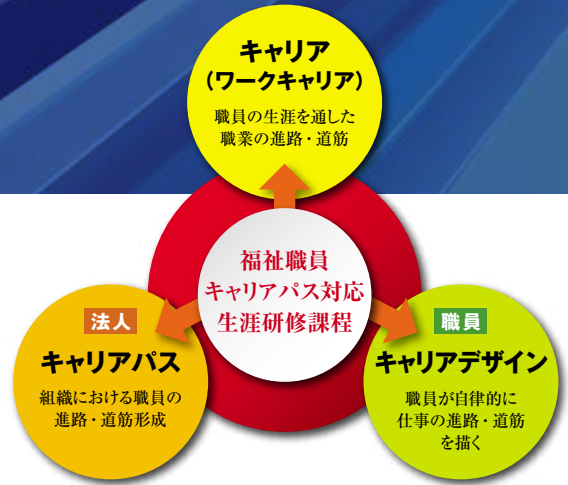 キャリア
（ワークキャリア）
職員の生涯を通した
職業の進路・道筋
福祉職員
キャリアパス対応
生涯研修課程
法人
キャリアパス
組織における職員の
進路・道筋形成
職員
キャリアデザイン
職員が自律的に
仕事の進路・道筋
を描く